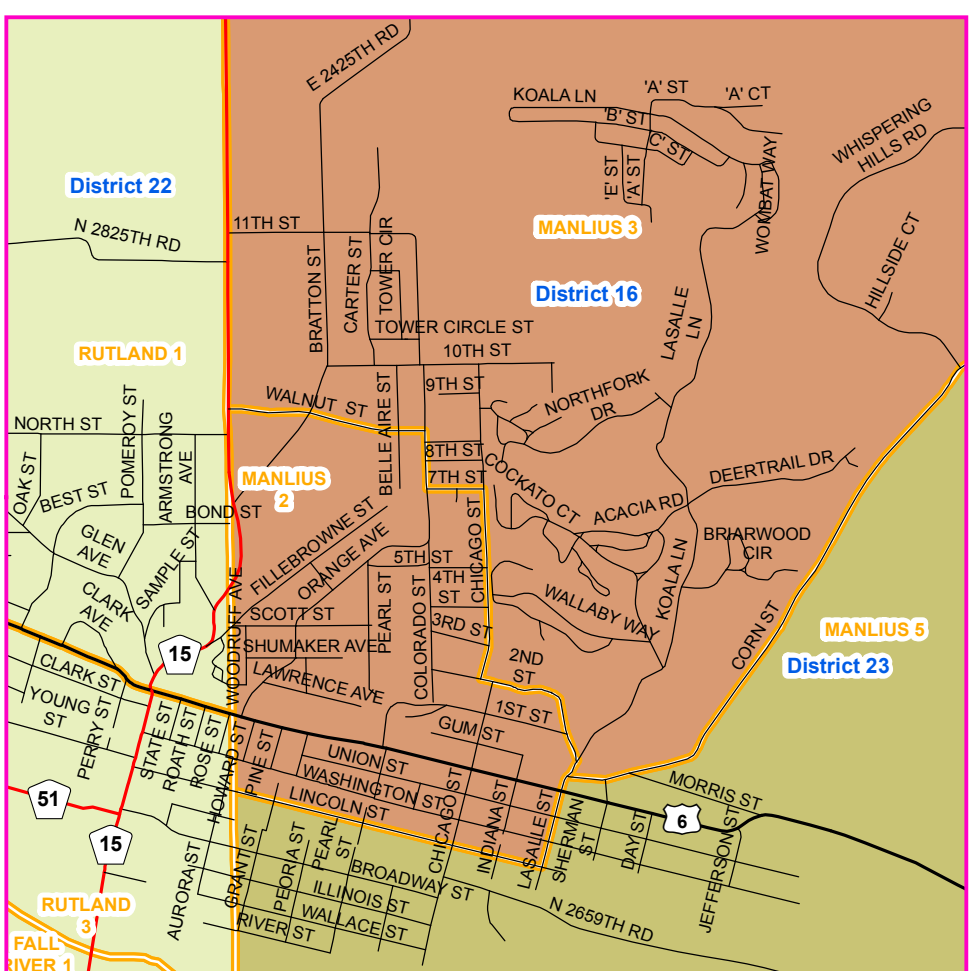 E 2425TH RD
KOALA LN
'A' ST
'A' CT
'B' ST
C' ST
'E' ST
'A' ST
WHISPERING
HILLS RD
WOMBAT WAY
District 22
N 2825TH RD
11TH ST
MANLIUS 3
District 16
HILLSIDE CT
BRATTON ST
CARTER ST
TOWER CIR
TOWER CIRCLE ST
LASALLE
LN
RUTLAND 1
10TH ST
9TH ST
NORTHFORK
DR
WALNUT ST
BELLE AIRE ST
NORTH ST
POMEROY ST
ARMSTRONG
AVE
OAK ST
BEST ST
8TH ST
7TH ST
COCKATO CT
DEERTRAIL DR
ACACIA RD
MANLIUS
2
BOND ST
GLEN
AVE
SAMPLE ST
FILLEBROWNE ST
ORANGE AVE
CHICAGO ST
BRIARWOOD
CIR
5TH ST
4TH
ST
KOALA LN
CLARK
AVE
WOODRUFF AVE
SCOTT ST
PEARL ST
COLORADO ST
3RD ST
WALLABY WAY
CORN ST
MANLIUS 5
District 23
15
SHUMAKER AVE
LAWRENCE AVE
2ND
ST
CLARK ST
YOUNG
ST
PERRY ST
STATE ST
ROATH ST
ROSE ST
HOWARD ST
PINE ST
1ST ST
GUM ST
UNION ST
WASHINGTON ST
LINCOLN ST
MORRIS ST
51
15
6
CHICAGO ST
INDIANA ST
LASALLE ST
SHERMAN
ST
DAY ST
JEFFERSON ST
AURORA ST
GRANT ST
PEORIA ST
PEARL
ST
BROADWAY ST
ILLINOIS ST
WALLACE ST
RIVER ST
N 2659TH RD
RUTLAND
3
FALL
RIVER 1